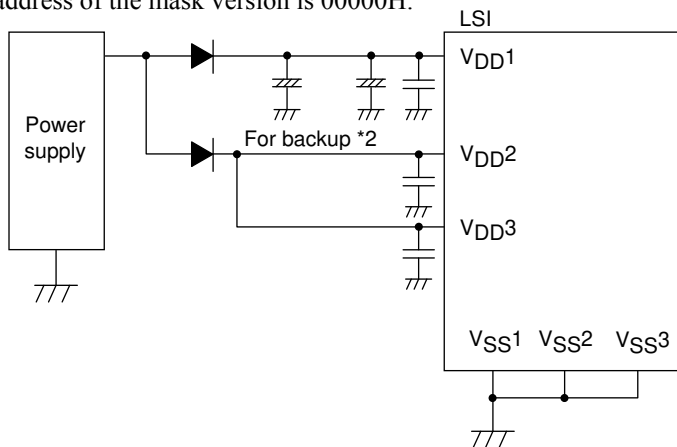 address of the mask version is 00000H.
LSI
VDD1
Power
supply
For backup *2
VDD2
VDD3
VSS1 VSS2 VSS3